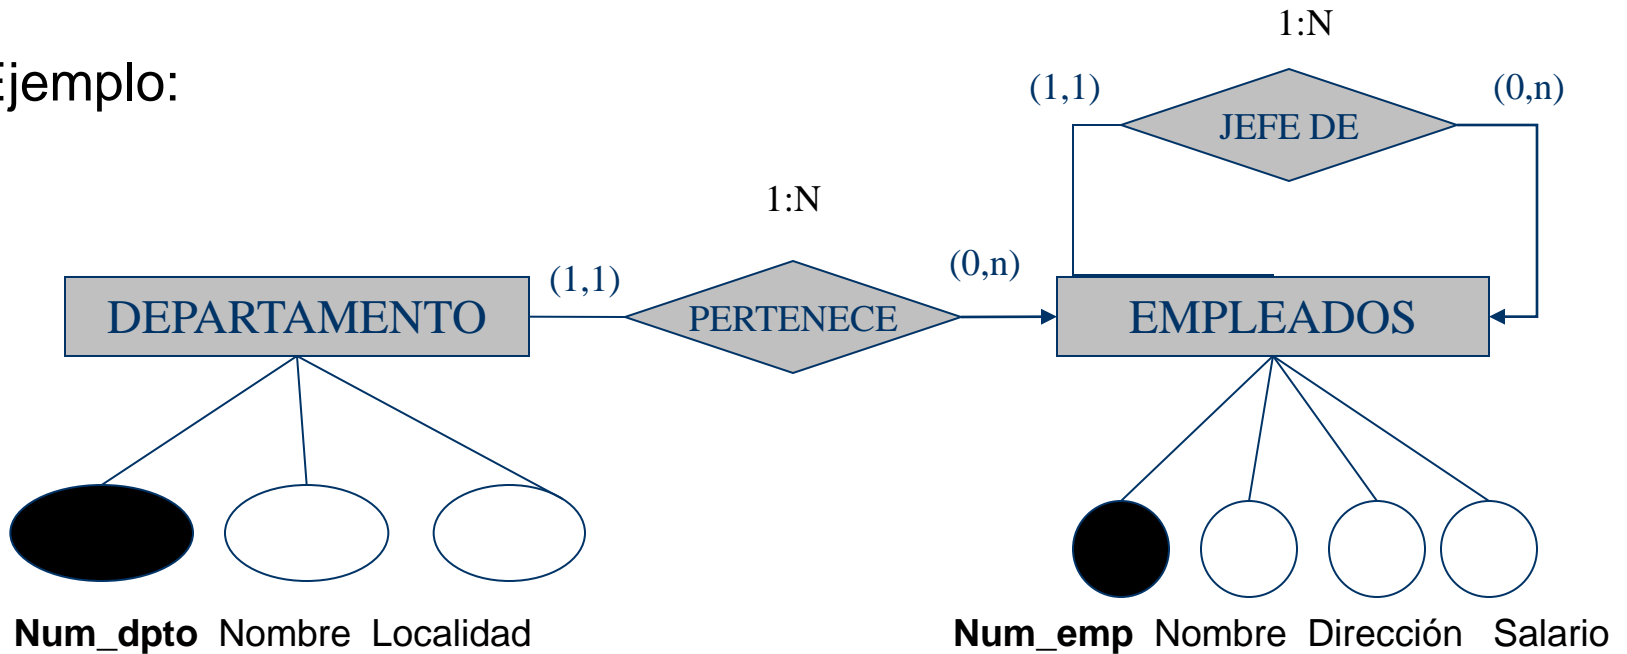 1:N
Ejemplo:
(1,1)
(0,n)
JEFE DE
1:N
(1,1)
(0,n)
DEPARTAMENTO
PERTENECE
EMPLEADOS
Num_dpto Nombre Localidad
Num_emp Nombre Dirección Salario